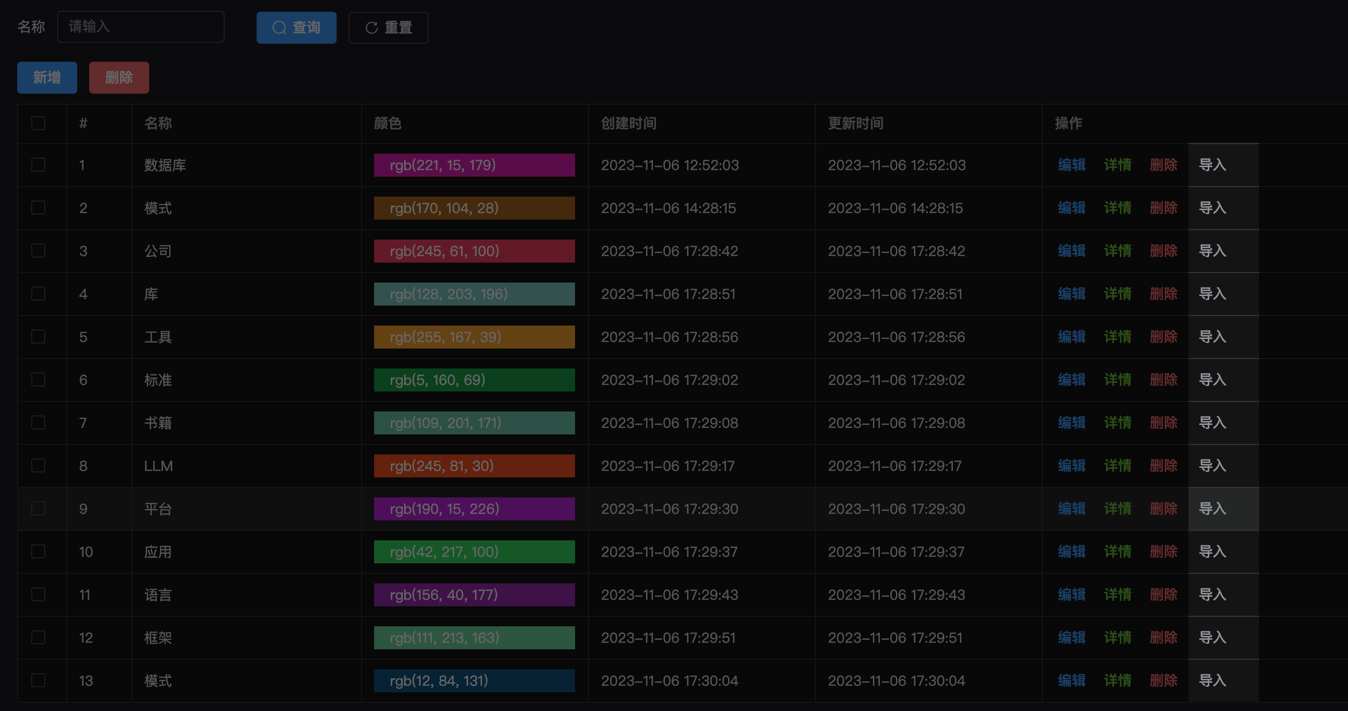 名称 请输入 查询 重置
新增 删除
# 名称 颜色 创建时间 更新时间 操作
1 数据库 rgb(221, 15, 179) 2023-11-06 12:52:03 2023-11-06 12:52:03 编辑 详情 删除 导入
2 模式 rgb(170, 104, 28) 2023-11-06 14:28:15 2023-11-06 14:28:15 编辑 详情 删除 导入
3 公司 rgb(245, 61, 100) 2023-11-06 17:28:42 2023-11-06 17:28:42 编辑 详情 删除 导入
4 库 rgb(128, 203, 196) 2023-11-06 17:28:51 2023-11-06 17:28:51 编辑 详情 删除 导入
5 工具 rgb(255, 167, 39) 2023-11-06 17:28:56 2023-11-06 17:28:56 编辑 详情 删除 导入
6 标准 rgb(5, 160, 69) 2023-11-06 17:29:02 2023-11-06 17:29:02 编辑 详情 删除 导入
7 书籍 rgb(109, 201, 171) 2023-11-06 17:29:08 2023-11-06 17:29:08 编辑 详情 删除 导入
8 LLM rgb(245, 81, 30) 2023-11-06 17:29:17 2023-11-06 17:29:17 编辑 详情 删除 导入
9 平台 rgb(190, 15, 226) 2023-11-06 17:29:30 2023-11-06 17:29:30 编辑 详情 删除 导入
10 应用 rgb(42, 217, 100) 2023-11-06 17:29:37 2023-11-06 17:29:37 编辑 详情 删除 导入
11 语言 rgb(156, 40, 177) 2023-11-06 17:29:43 2023-11-06 17:29:43 编辑 详情 删除 导入
12 框架 rgb(111, 213, 163) 2023-11-06 17:29:51 2023-11-06 17:29:51 编辑 详情 删除 导入
13 模式 rgb(12, 84, 131) 2023-11-06 17:30:04 2023-11-06 17:30:04 编辑 详情 删除 导入